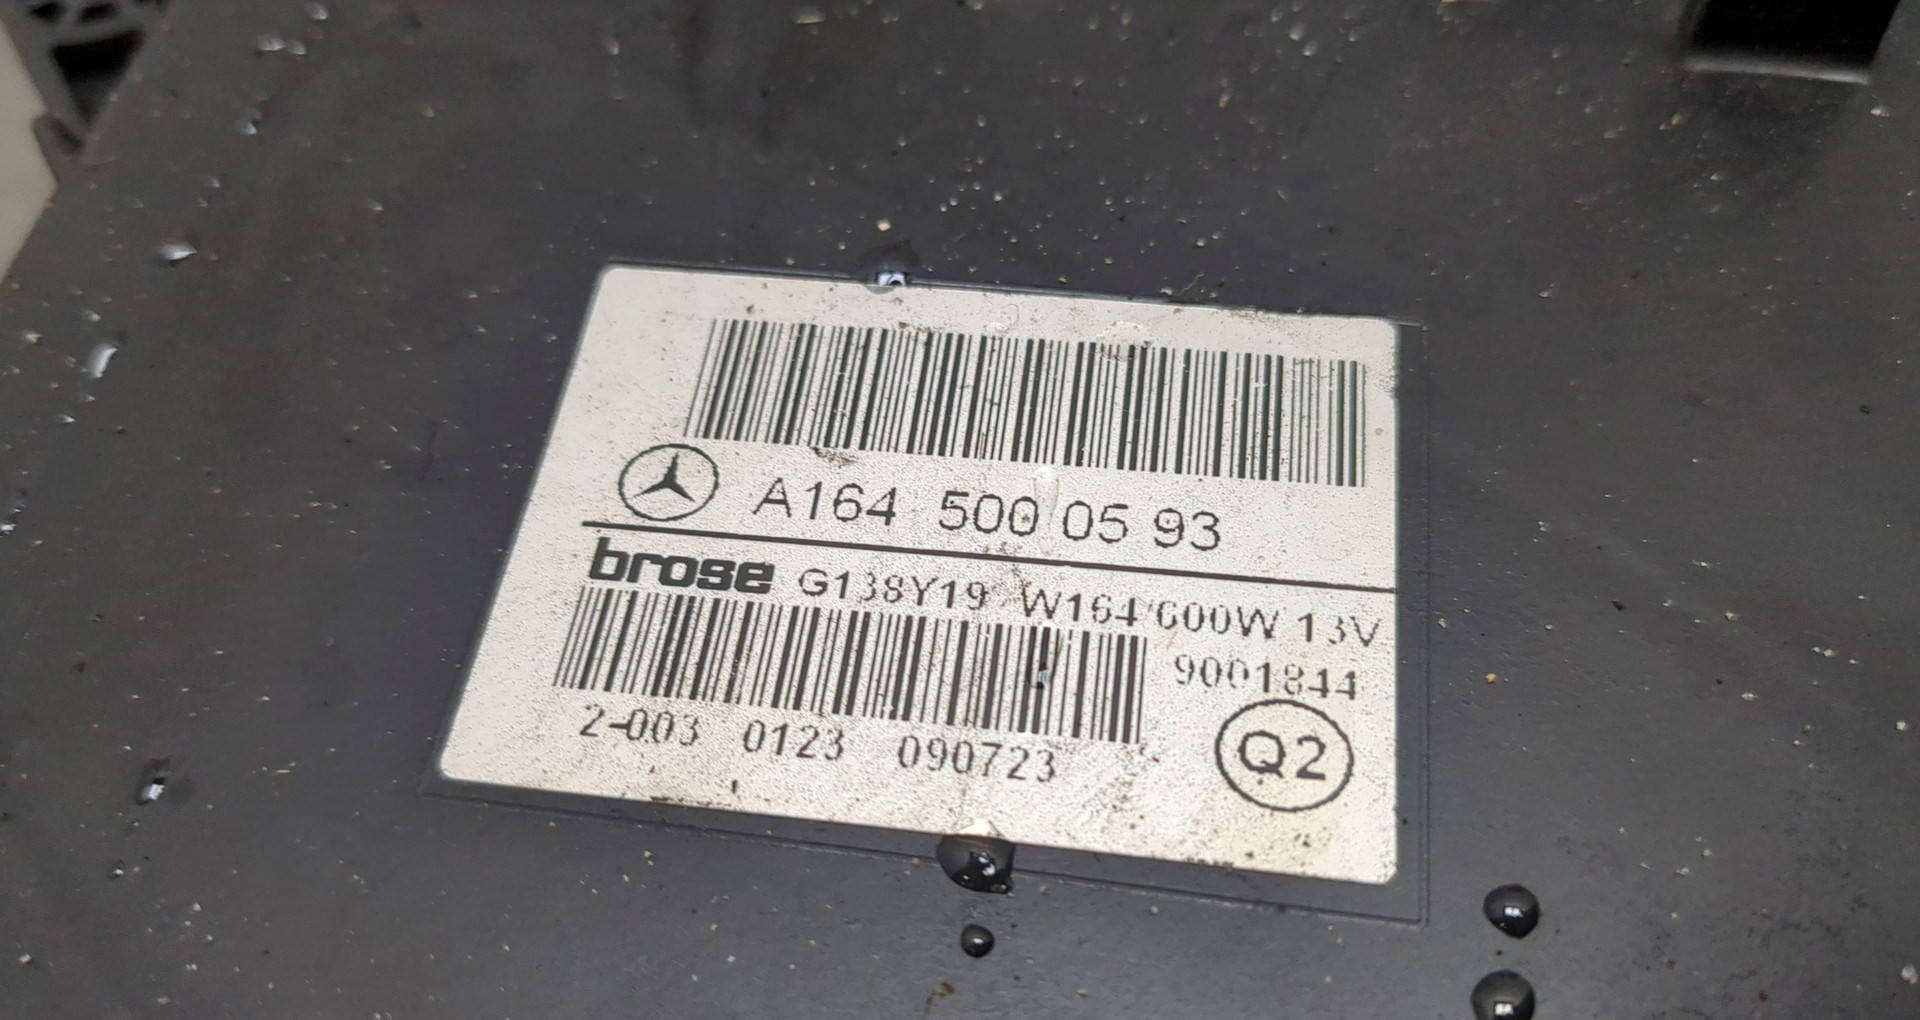 A164 500 05 93
brose G138Y19 W164/600W 13V
9001844
2-003 0123 090723
Q2